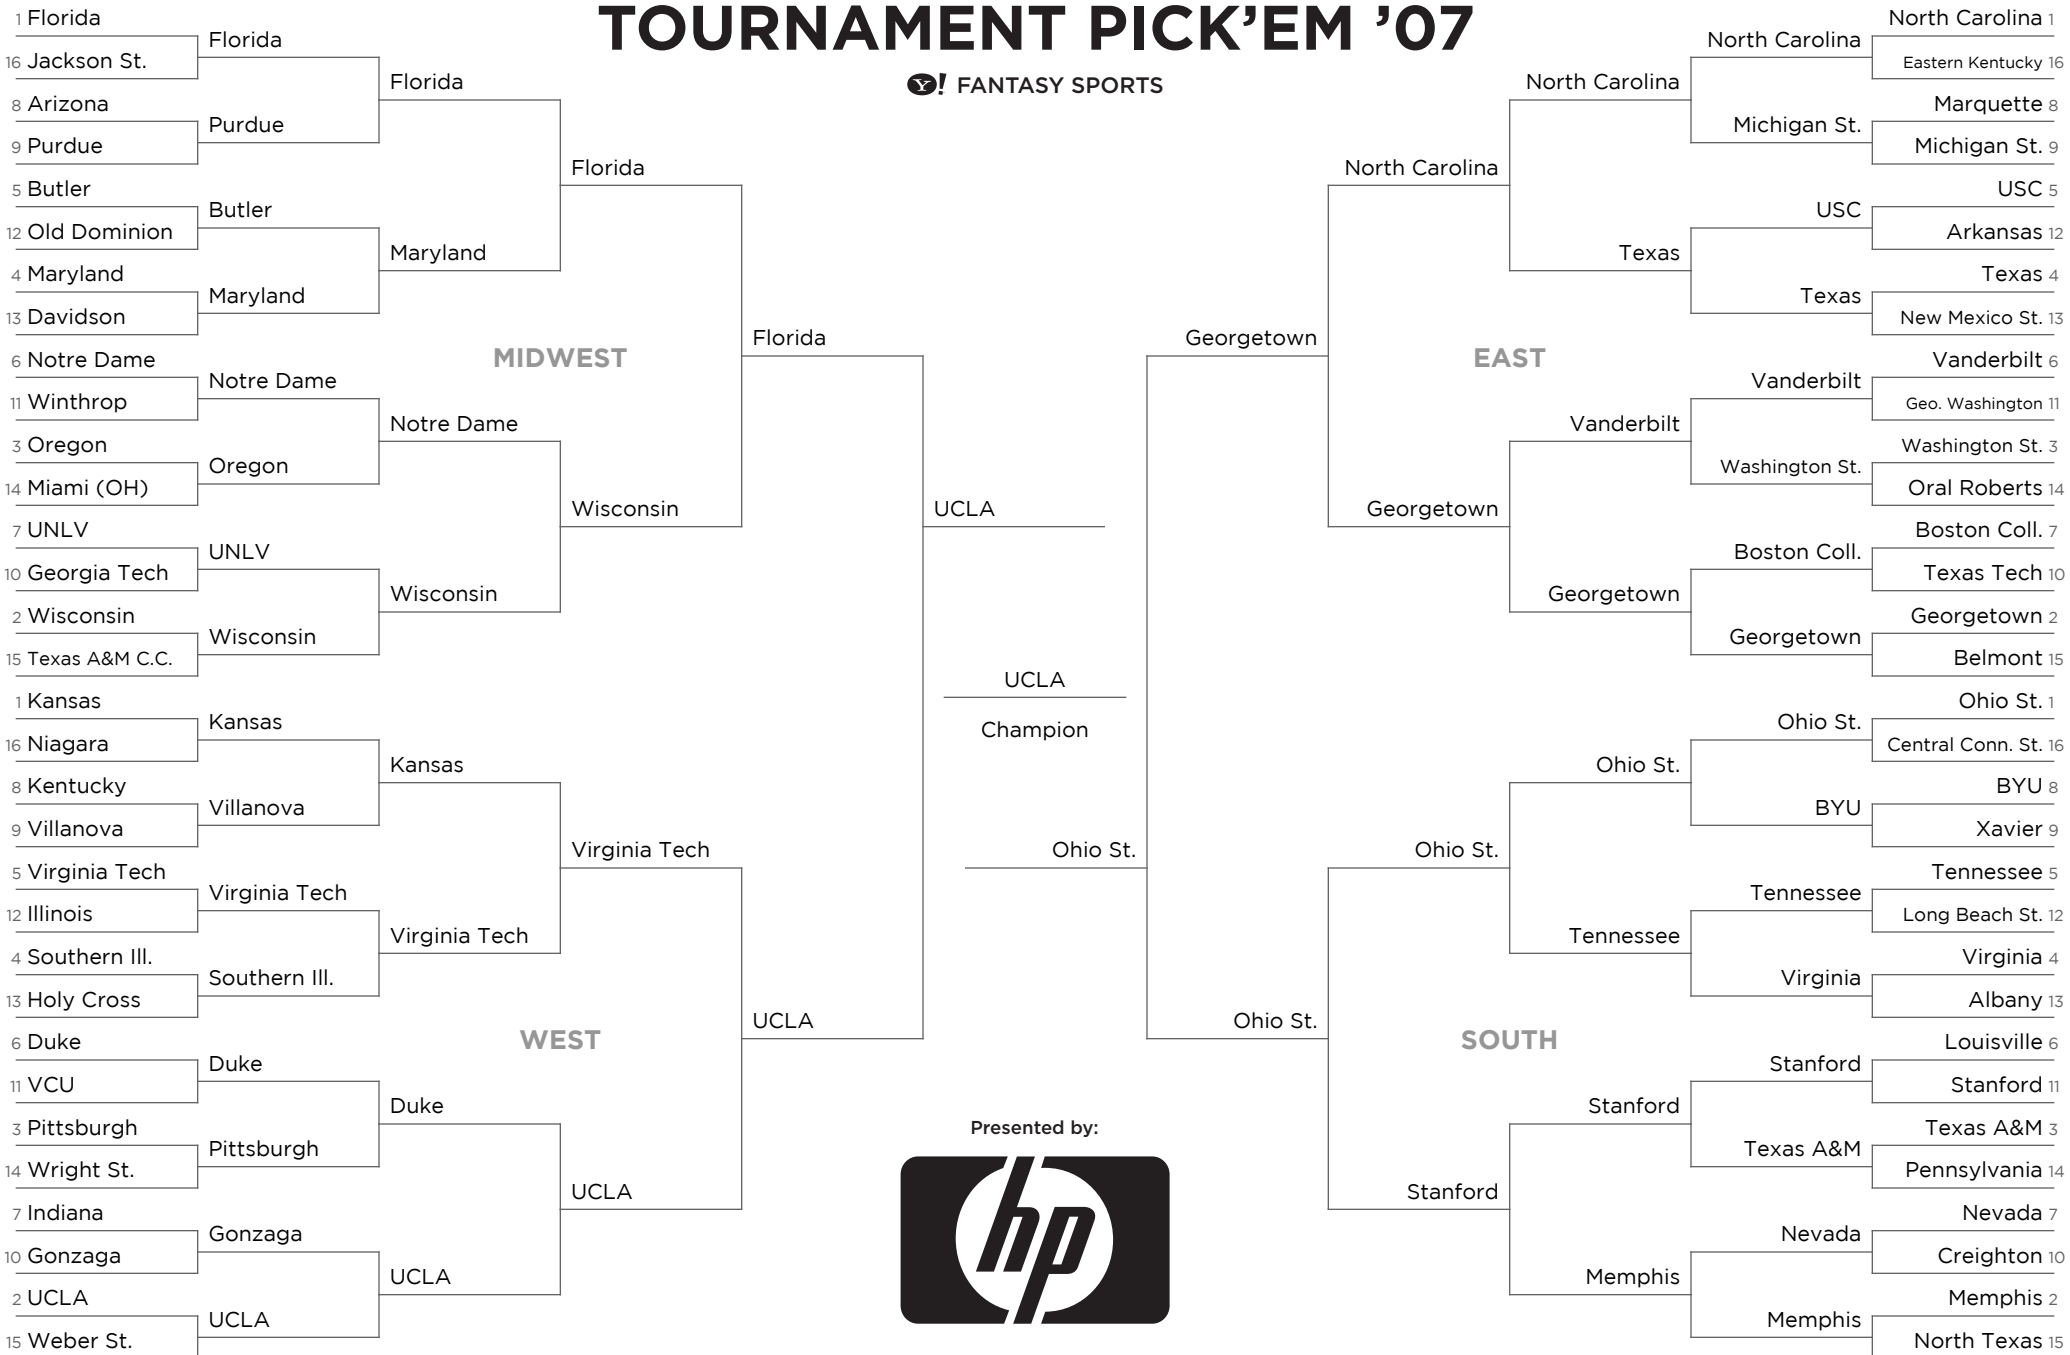 TOURNAMENT PICK’EM ’07
Y! FANTASY SPORTS
1 Florida
16 Jackson St.
8 Arizona
9 Purdue
5 Butler
12 Old Dominion
4 Maryland
13 Davidson
6 Notre Dame
11 Winthrop
3 Oregon
14 Miami (OH)
7 UNLV
10 Georgia Tech
2 Wisconsin
15 Texas A&M C.C.
1 Kansas
16 Niagara
8 Kentucky
9 Villanova
5 Virginia Tech
12 Illinois
4 Southern Ill.
13 Holy Cross
6 Duke
11 VCU
3 Pittsburgh
14 Wright St.
7 Indiana
10 Gonzaga
2 UCLA
15 Weber St.
Florida
Purdue
Butler
Maryland
Notre Dame
Oregon
UNLV
Wisconsin
Kansas
Villanova
Virginia Tech
Southern Ill.
Duke
Pittsburgh
Gonzaga
UCLA
Florida
Maryland
Notre Dame
Wisconsin
Kansas
Virginia Tech
Duke
UCLA
MIDWEST
WEST
Florida
Wisconsin
Virginia Tech
UCLA
Florida
UCLA
UCLA
UCLA
Champion
Ohio St.
Presented by:
hp
Georgetown
Ohio St.
North Carolina
Georgetown
Ohio St.
Stanford
EAST
SOUTH
North Carolina
Texas
Vanderbilt
Georgetown
Ohio St.
Tennessee
Stanford
Memphis
North Carolina
Michigan St.
USC
Texas
Vanderbilt
Washington St.
Boston Coll.
Georgetown
Ohio St.
BYU
Tennessee
Virginia
Stanford
Texas A&M
Nevada
Memphis
North Carolina 1
Eastern Kentucky 16
Marquette 8
Michigan St. 9
USC 5
Arkansas 12
Texas 4
New Mexico St. 13
Vanderbilt 6
Geo. Washington 11
Washington St. 3
Oral Roberts 14
Boston Coll. 7
Texas Tech 10
Georgetown 2
Belmont 15
Ohio St. 1
Central Conn. St. 16
BYU 8
Xavier 9
Tennessee 5
Long Beach St. 12
Virginia 4
Albany 13
Louisville 6
Stanford 11
Texas A&M 3
Pennsylvania 14
Nevada 7
Creighton 10
Memphis 2
North Texas 15